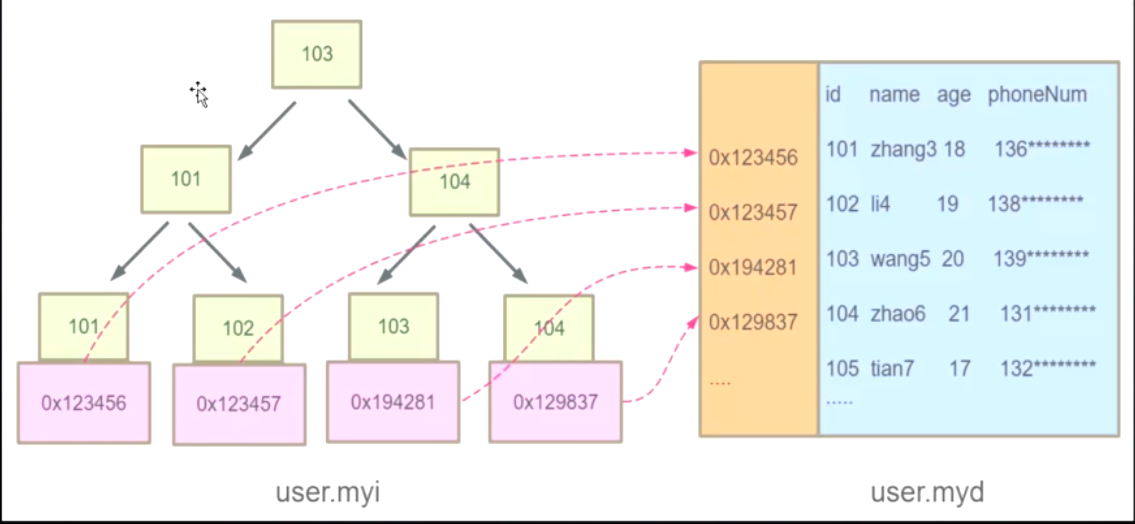 103
101
104
101
102
103
104
0x123456
0x123457
0x194281
0x129837
user.myi
0x123456
0x123457
0x194281
0x129837
....
id name age phoneNum
101 zhang3 18 136********
102 li4 19 138********
103 wang5 20 139********
104 zhao6 21 131********
105 tian7 17 132********
.....
user.myd